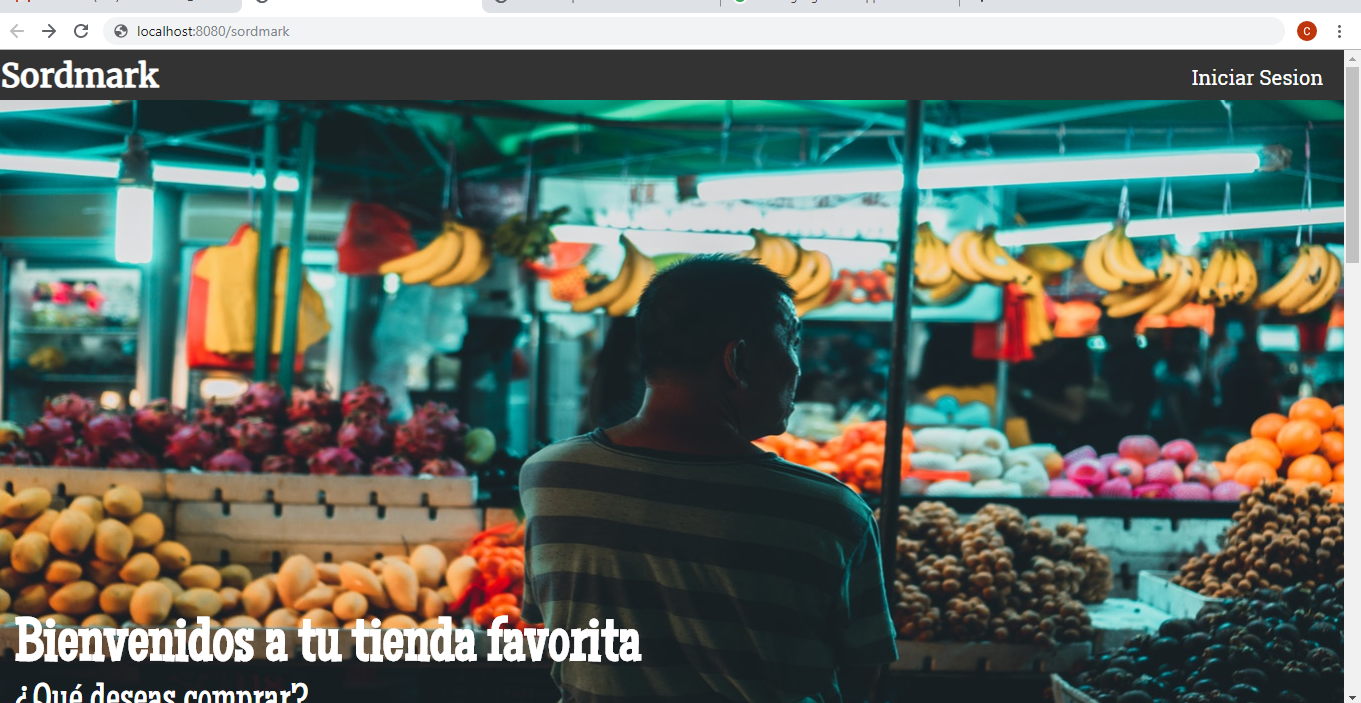 localhost:8080/sordmark
C
Sordmark
Iniciar Sesion
Bienvenidos a tu tienda favorita
¿Qué deseas comprar?